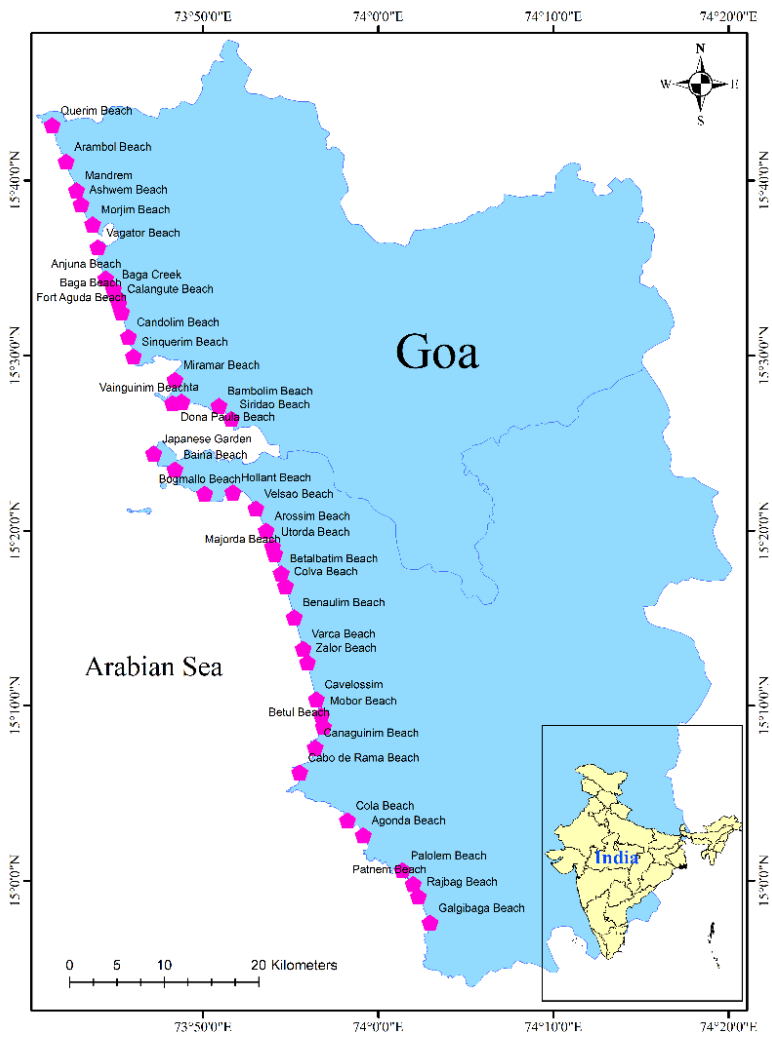 73°50'0"E
74°0'0"E
74°10'0"E
74°20'0"E
N
W
E
S
Querim Beach
Arambol Beach
Mandrem
Ashwem Beach
Morjim Beach
Vagator Beach
Anjuna Beach
Baga Creek
Baga Beach
Calangute Beach
Fort Aguda Beach
Candolim Beach
Sinquerim Beach
Miramar Beach
Vainguinim Beachta
Bambolim Beach
Siridao Beach
Dona Paula Beach
Japanese Garden
Baina Beach
Bogmallo Beach
Hollant Beach
Velsao Beach
Arossim Beach
Utorda Beach
Majorda Beach
Betalbatim Beach
Colva Beach
Benaulim Beach
Varca Beach
Zalor Beach
Cavelossim
Mobor Beach
Betul Beach
Canaguinim Beach
Cabo de Rama Beach
Cola Beach
Agonda Beach
Palolem Beach
Patnem Beach
Rajbag Beach
Galgibaga Beach
Goa
Arabian Sea
India
15°40'0"N
15°30'0"N
15°20'0"N
15°10'0"N
15°0'0"N
15°40'0"N
15°30'0"N
15°20'0"N
15°10'0"N
15°0'0"N
0 5 10 20 Kilometers
73°50'0"E
74°0'0"E
74°10'0"E
74°20'0"E